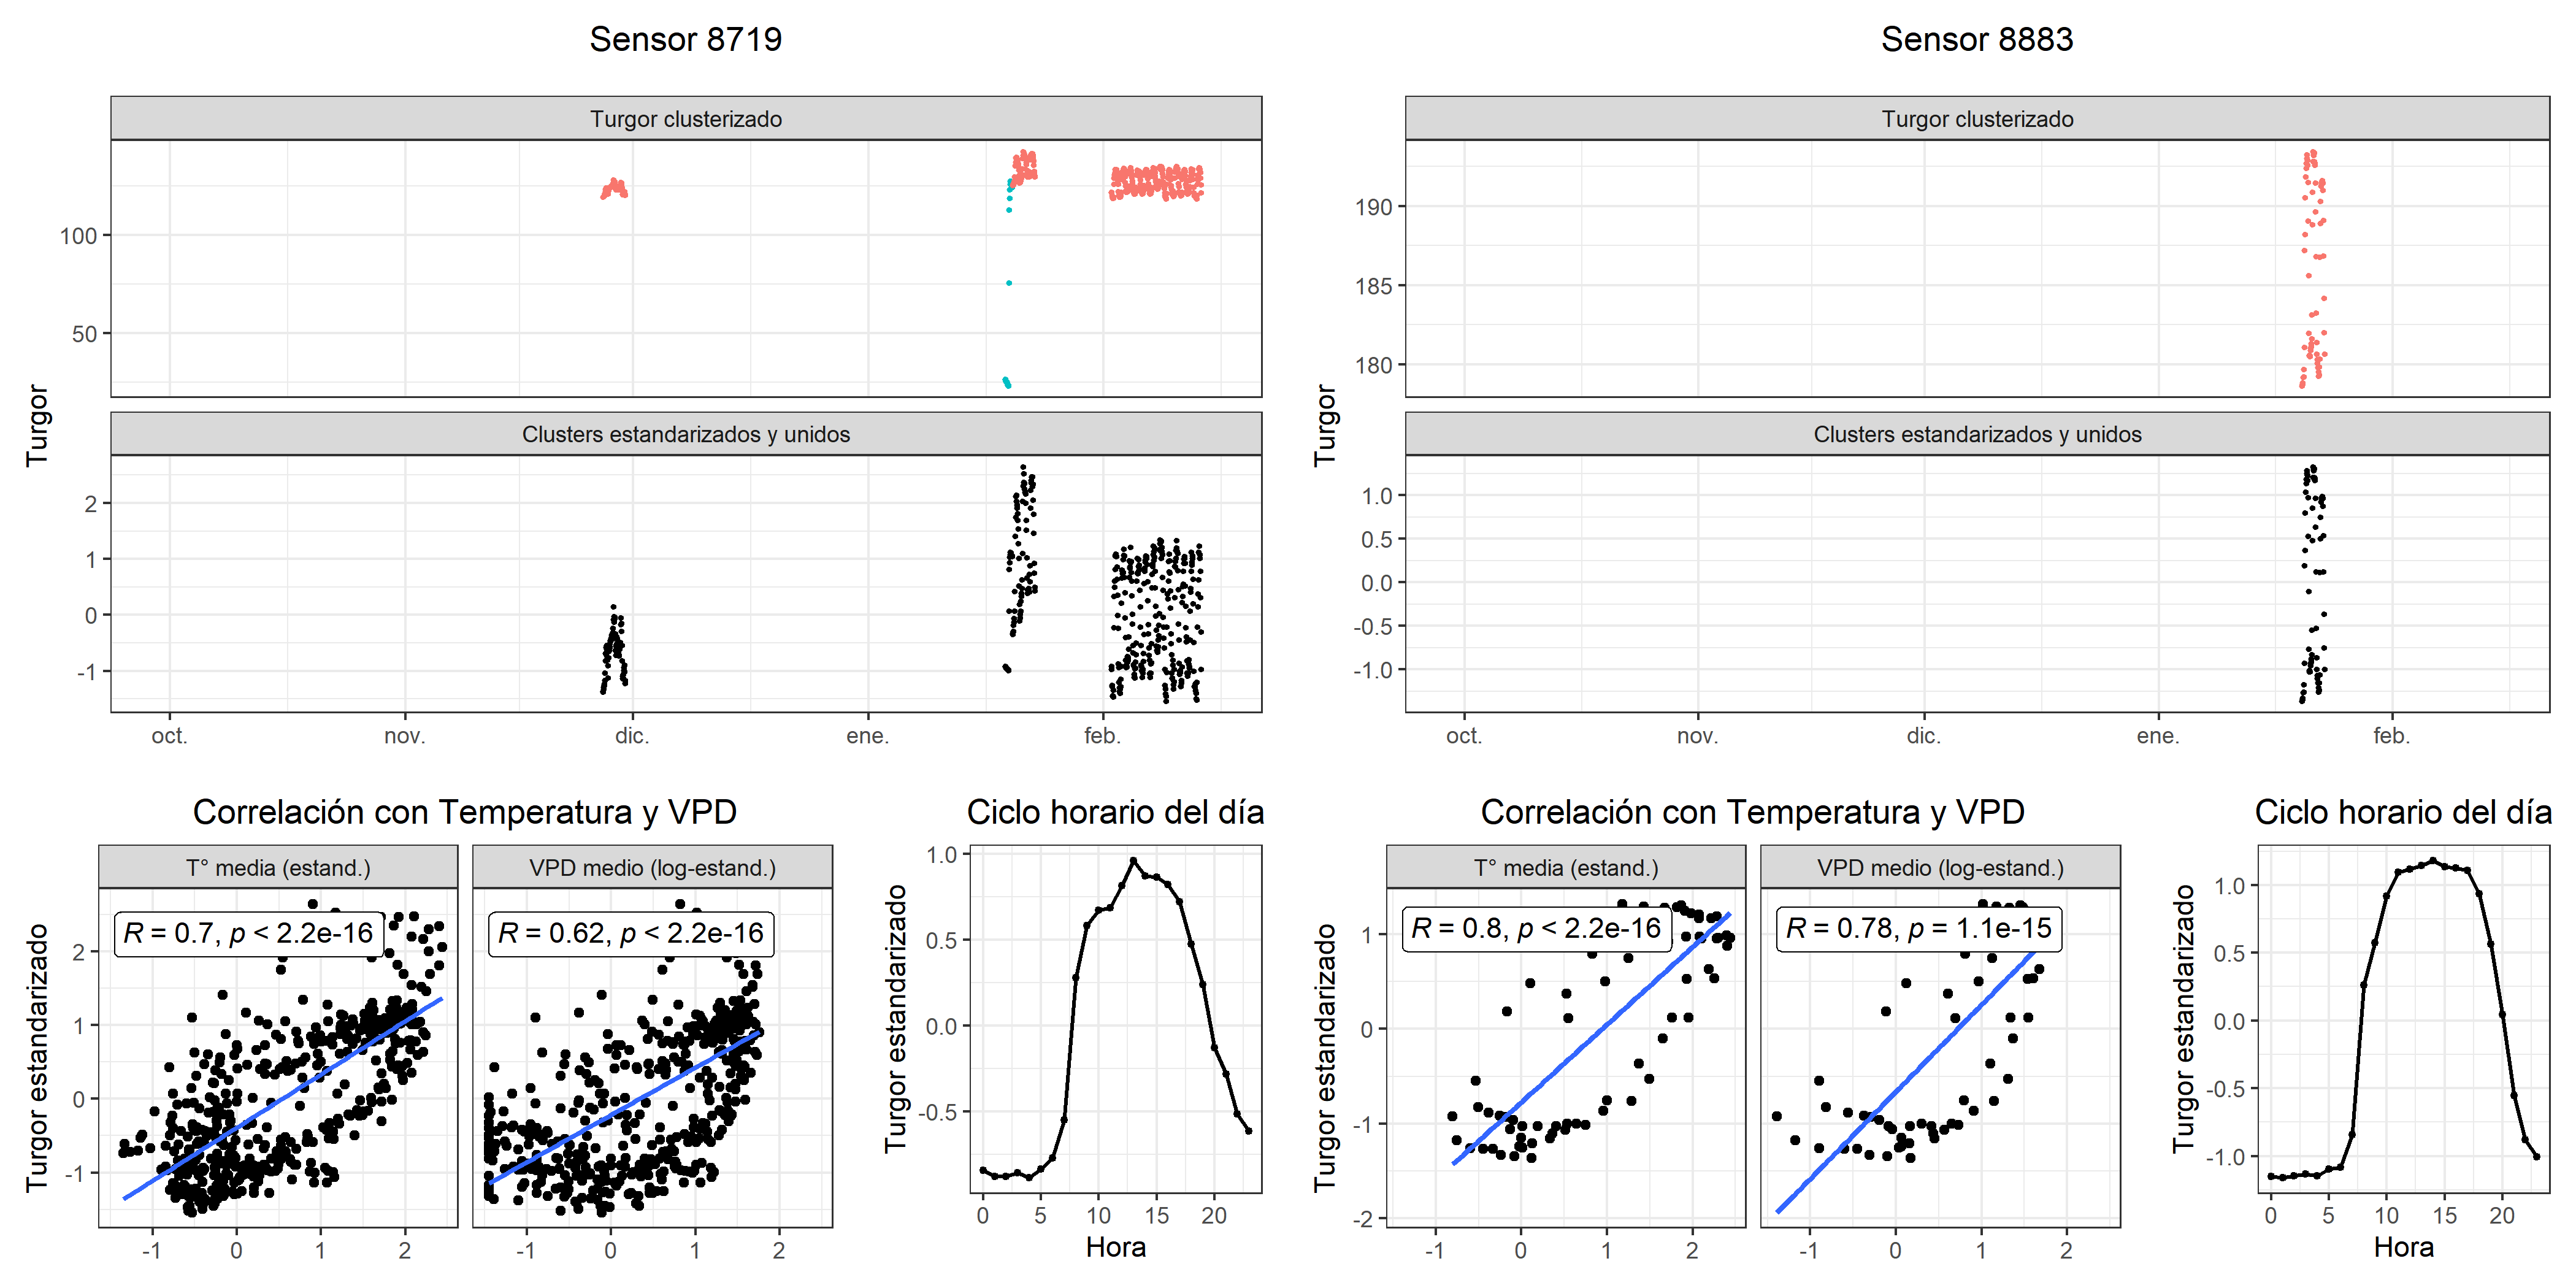 Sensor 8719
Turgor clusterizado
100
50
Clusters estandarizados y unidos
2
1
0
-1
Turgor
oct. nov. dic. ene. feb.
Correlación con Temperatura y VPD
T° media (estand.) VPD medio (log-estand.)
R = 0.7, p < 2.2e-16 R = 0.62, p < 2.2e-16
2
1
0
-1
Turgor estandarizado
-1 0 1 2 -1 0 1 2
Ciclo horario del día
1.0
0.5
0.0
-0.5
Turgor estandarizado
0 5 10 15 20
Hora
Sensor 8883
Turgor clusterizado
190
185
180
Clusters estandarizados y unidos
1.0
0.5
0.0
-0.5
-1.0
Turgor
oct. nov. dic. ene. feb.
Correlación con Temperatura y VPD
T° media (estand.) VPD medio (log-estand.)
R = 0.8, p < 2.2e-16 R = 0.78, p = 1.1e-15
1
0
-1
-2
Turgor estandarizado
-1 0 1 2 -1 0 1 2
Ciclo horario del día
1.0
0.5
0.0
-0.5
-1.0
Turgor estandarizado
0 5 10 15 20
Hora